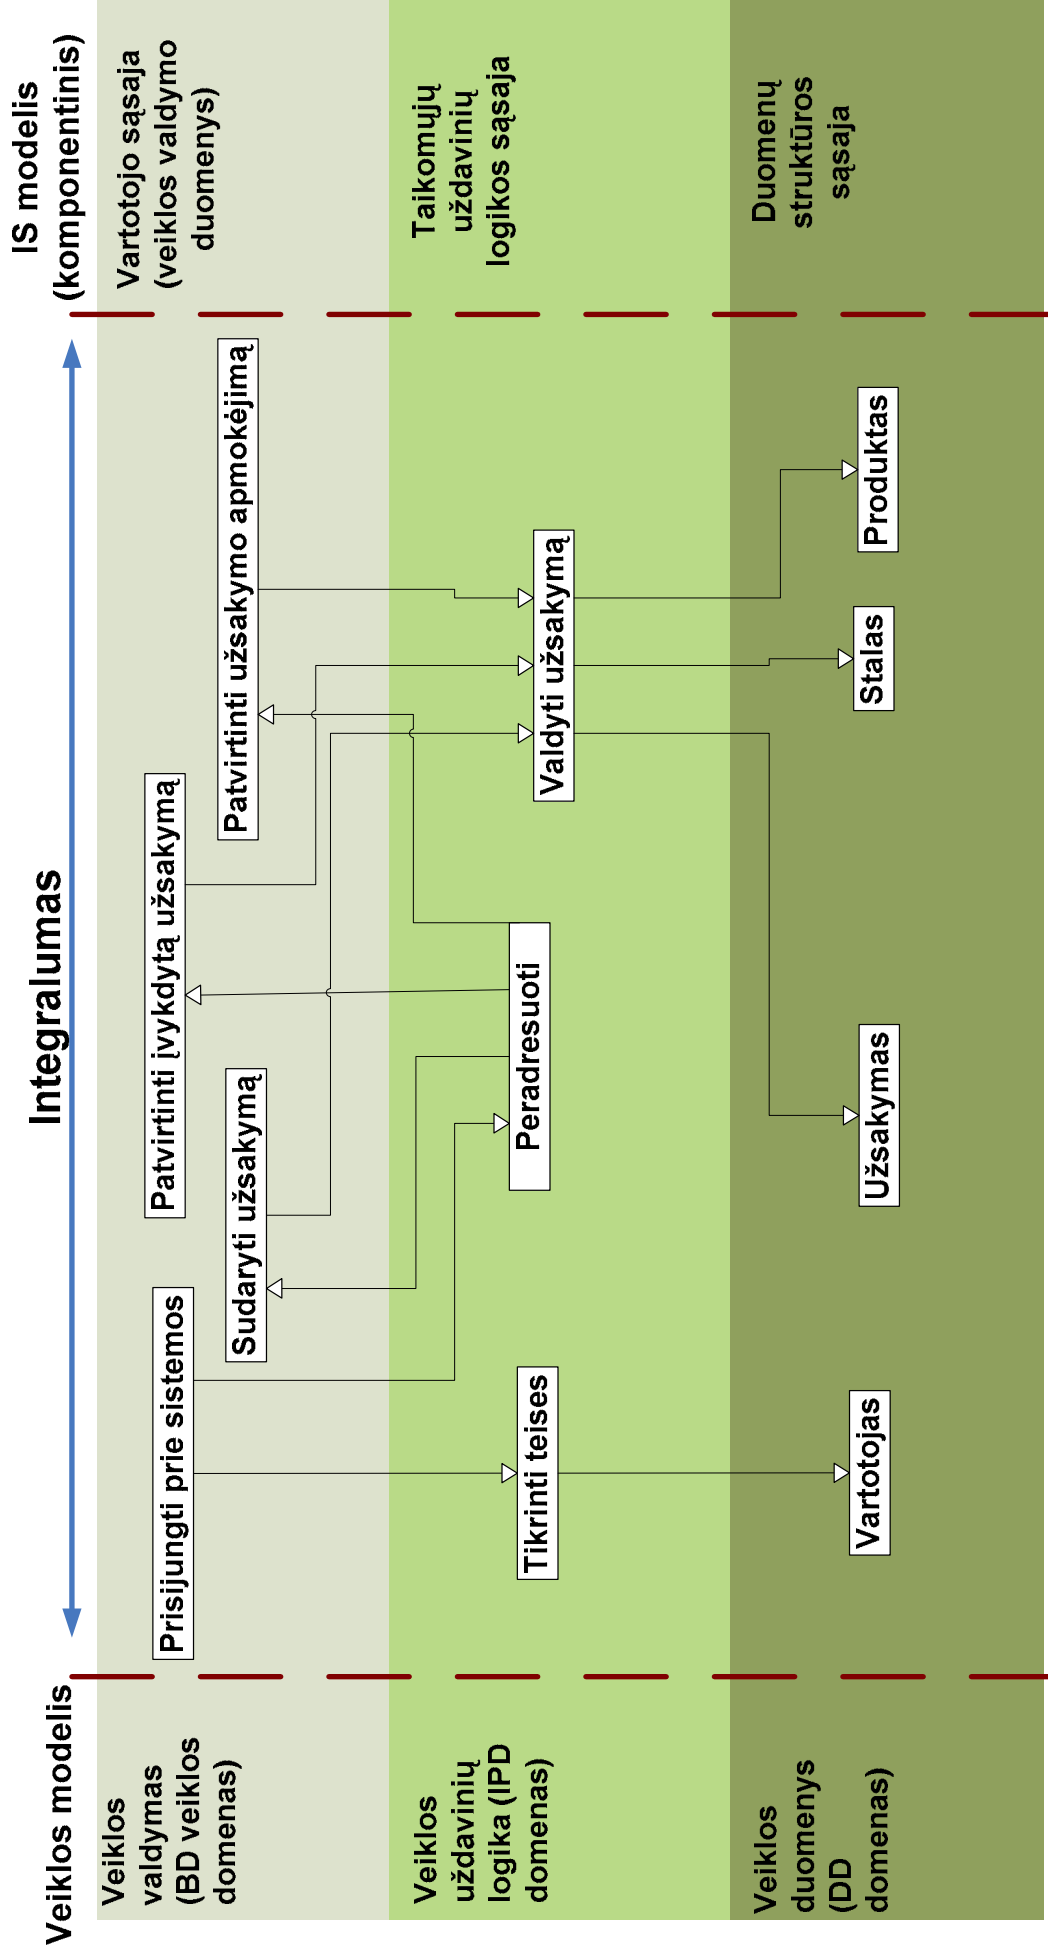 Integralumas
Veiklos modelis
IS modelis
(komponentinis)
Veiklos
valdymas
(BD veiklos
domenas)
Prisijungti prie sistemos
Patvirtinti įvykdytą užsakymą
Sudaryti užsakymą
Patvirtinti užsakymo apmokėjimą
Vartotojo sąsaja
(veiklos valdymo
duomenys)
Veiklos
uždavinių
logika (IPD
domenas)
Tikrinti teises
Peradresuoti
Valdyti užsakymą
Taikomųjų
uždavinių
logikos sąsaja
Veiklos
duomenys
(DD
domenas)
Vartotojas
Užsakymas
Stalas
Produktas
Duomenų
struktūros
sąsaja